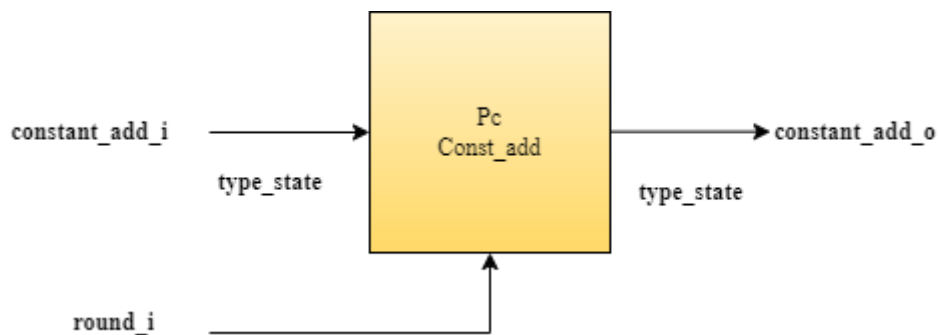 Pc
Const_add
constant_add_i
constant_add_o
type_state
type_state
round_i